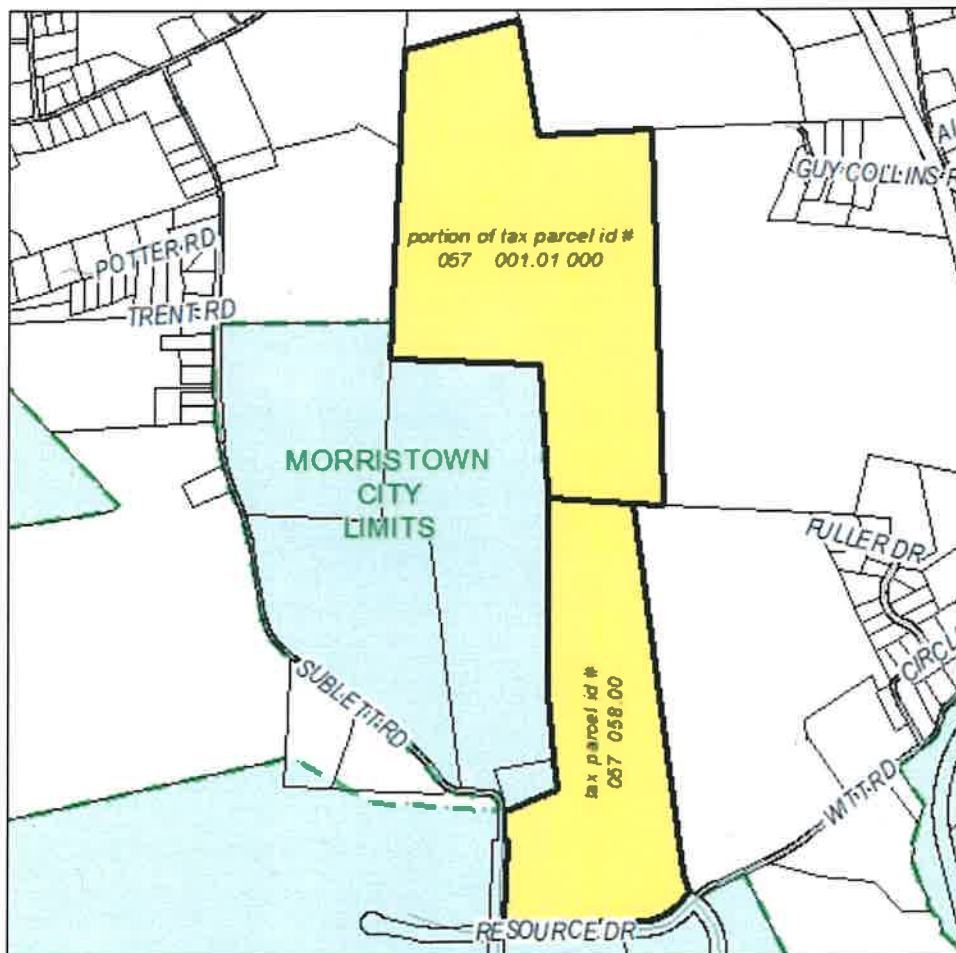 GUY COLLINS R
portion of tax parcel id #
057 001.01 000
POTTER RD
TRENT RD
MORRISTOWN
CITY
LIMITS
FULLER DR
CIRCL
SUBLETT RD
tax parcel id #
057 058.00
WITT RD
RESOURCE DR